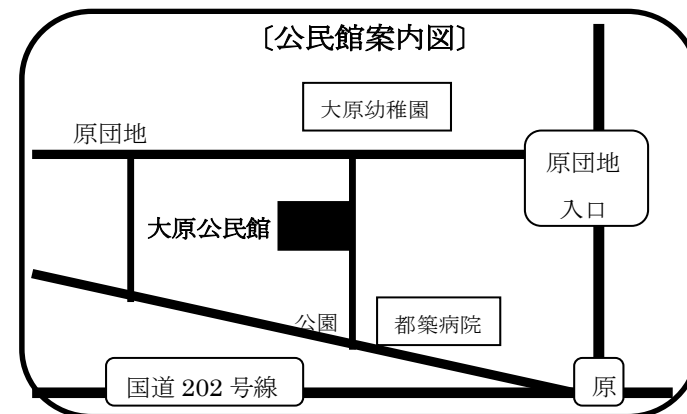 〔公民館案内図〕
大原幼稚園
原団地
原団地
入口
大原公民館
公園
都築病院
国道 202 号線
原